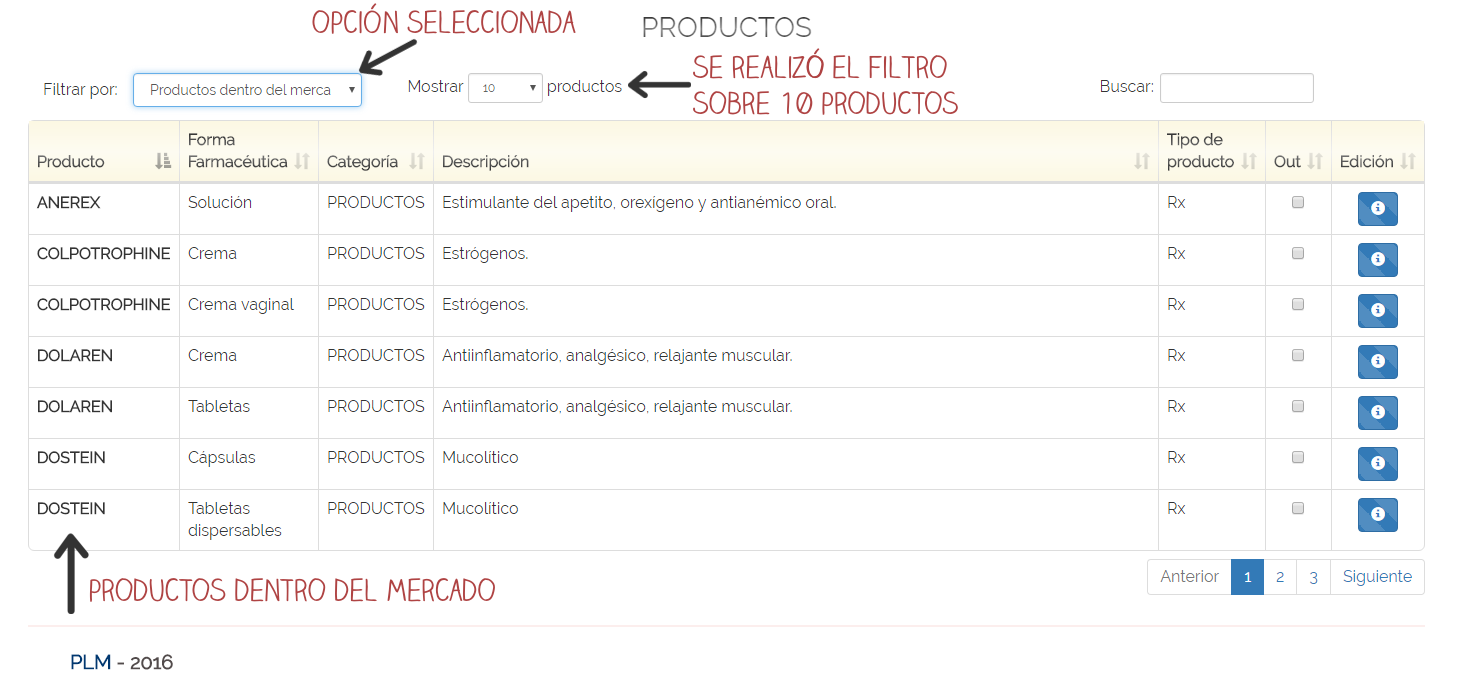 OPCIÓN SELECCIONADA
PRODUCTOS
Filtrar por: Productos dentro del merca
Mostrar 10 productos
SE REALIZÓ EL FILTRO
SOBRE 10 PRODUCTOS
Buscar:
Producto Forma Farmacéutica Categoría Descripción Tipo de producto Out Edición
ANEREX Solución PRODUCTOS Estimulante del apetito, orexígeno y antianémico oral. Rx
COLPOTROPHINE Crema PRODUCTOS Estrógenos. Rx
COLPOTROPHINE Crema vaginal PRODUCTOS Estrógenos. Rx
DOLAREN Crema PRODUCTOS Antiinflamatorio, analgésico, relajante muscular. Rx
DOLAREN Tabletas PRODUCTOS Antiinflamatorio, analgésico, relajante muscular. Rx
DOSTEIN Cápsulas PRODUCTOS Mucolítico Rx
DOSTEIN Tabletas dispersables PRODUCTOS Mucolítico Rx
PRODUCTOS DENTRO DEL MERCADO
Anterior 1 2 3 Siguiente
PLM - 2016